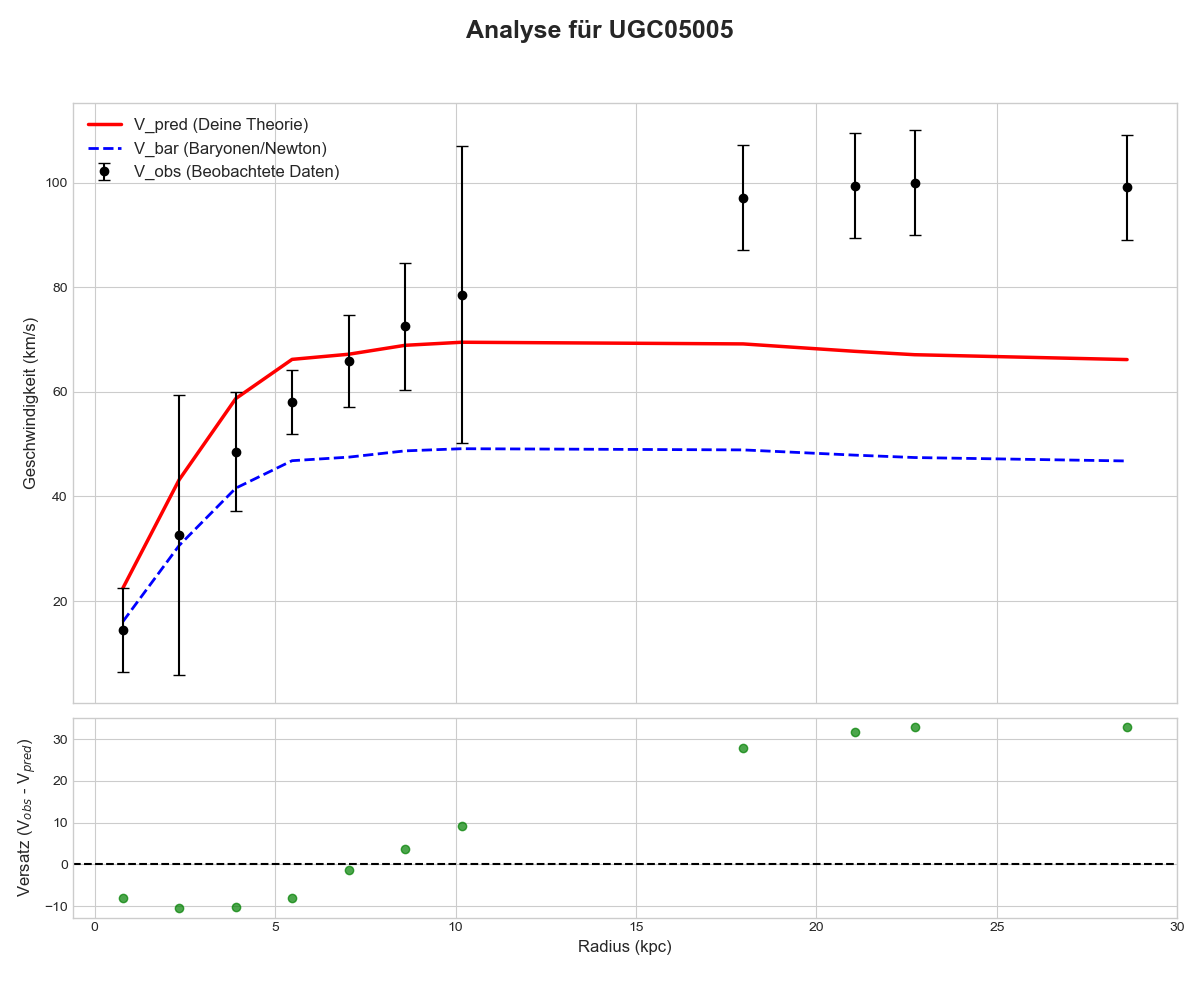 Analyse für UGC05005
V_pred (Deine Theorie)
V_bar (Baryonen/Newton)
V_obs (Beobachtete Daten)
Geschwindigkeit (km/s)
100
80
60
40
20
Versatz (V_obs - V_pred)
30
20
10
0
−10
0 5 10 15 20 25 30
Radius (kpc)